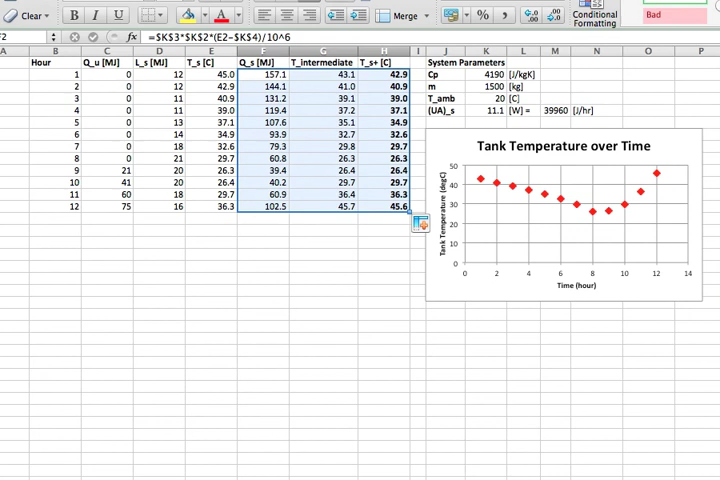 Clear B I U A Merge % , .0 .00 .00 .0 Conditional Formatting Bad
F2 fx =$K$3*$K$2*(E2-$K$4)/10^6
A B C D E F G H I J K L M N O P
Hour Q_u [MJ] L_s [MJ] T_s [C] Q_s [MJ] T_intermediate T_s+ [C] System Parameters
1 0 12 45.0 157.1 43.1 42.9 Cp 4190 [J/kgK]
2 0 12 42.9 144.1 41.0 40.9 m 1500 [kg]
3 0 11 40.9 131.2 39.1 39.0 T_amb 20 [C]
4 0 11 39.0 119.4 37.2 37.1 (UA)_s 11.1 [W] = 39960 [J/hr]
5 0 13 37.1 107.6 35.1 34.9
6 0 14 34.9 93.9 32.7 32.6
7 0 18 32.6 79.3 29.8 29.7
8 0 21 29.7 60.8 26.3 26.3
9 21 20 26.3 39.4 26.4 26.4
10 41 20 26.4 40.2 29.7 29.7
11 60 18 29.7 60.9 36.4 36.3
12 75 16 36.3 102.5 45.7 45.6
Tank Temperature over Time
Tank Temperature (degC)
50
40
30
20
10
0
0 2 4 6 8 10 12 14
Time (hour)